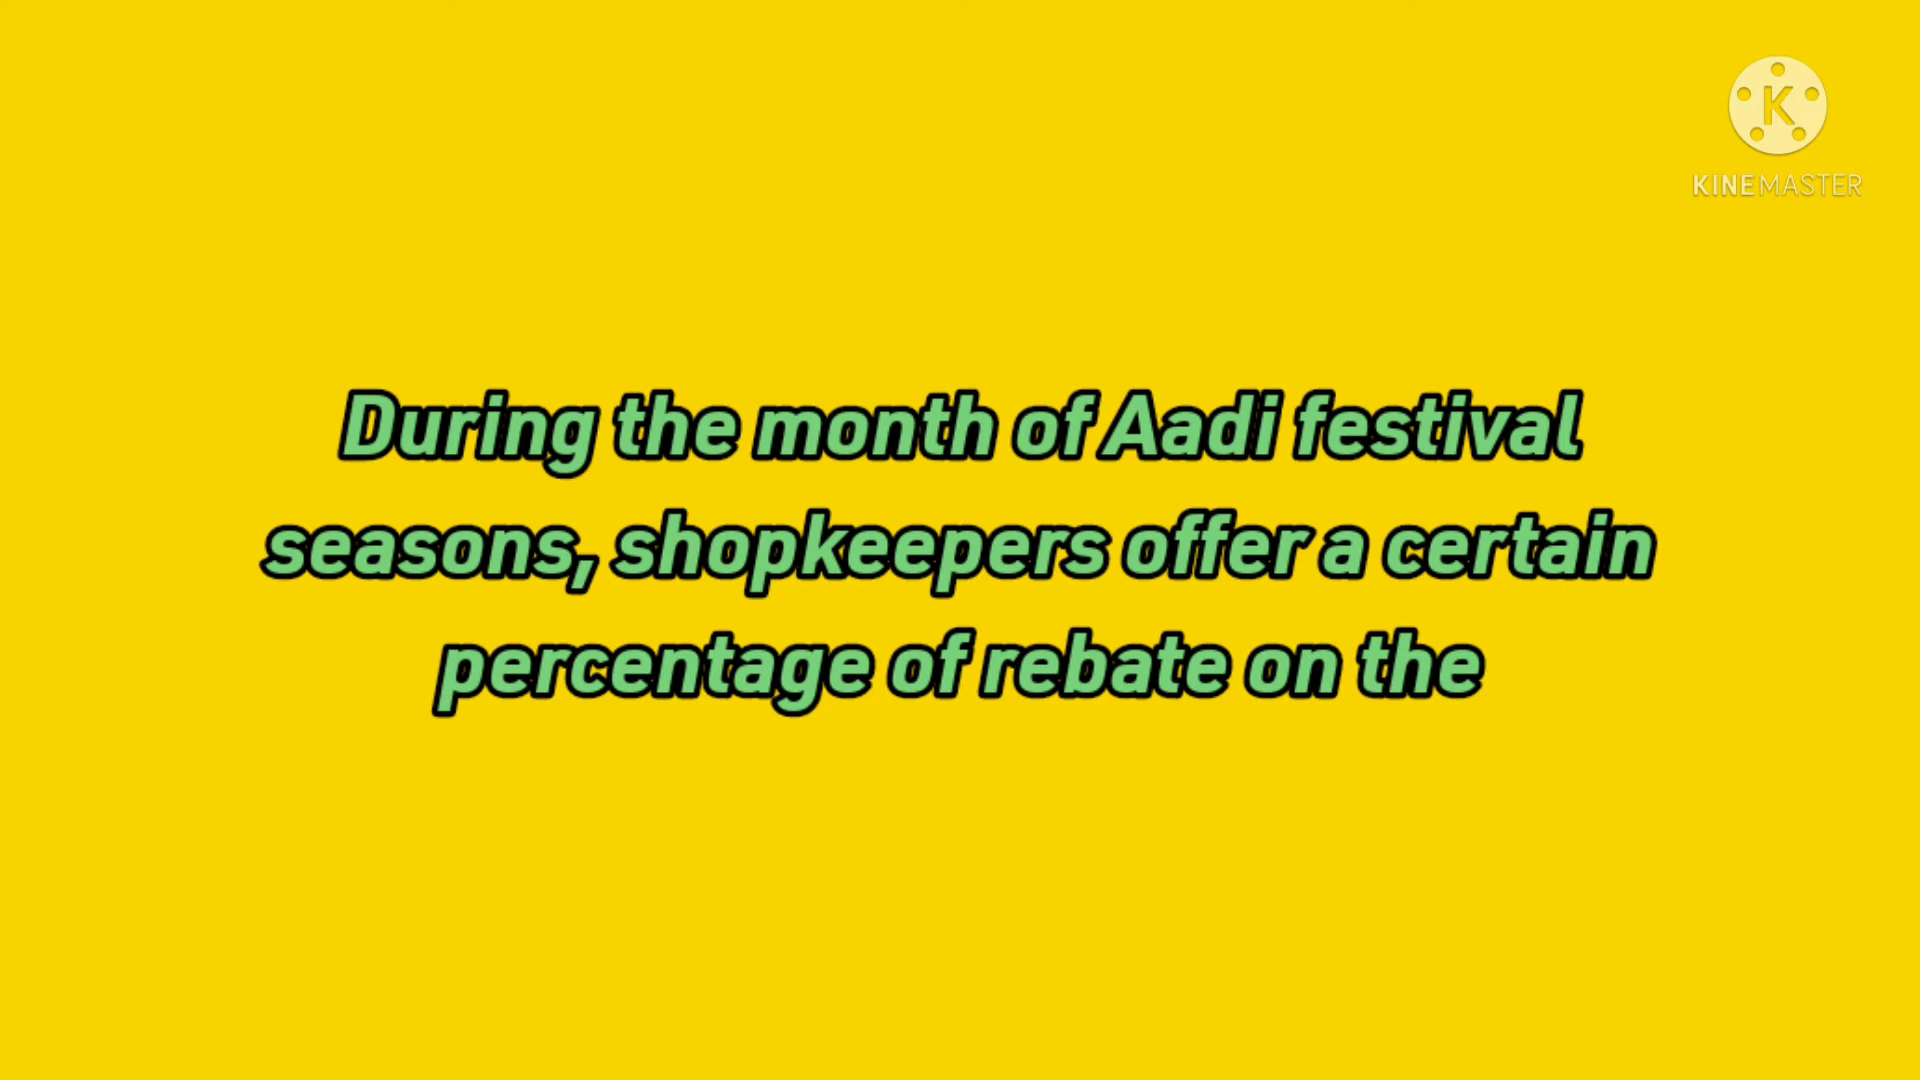 K
KINEMASTER
During the month of Aadi festival
seasons, shopkeepers offer a certain
percentage of rebate on the